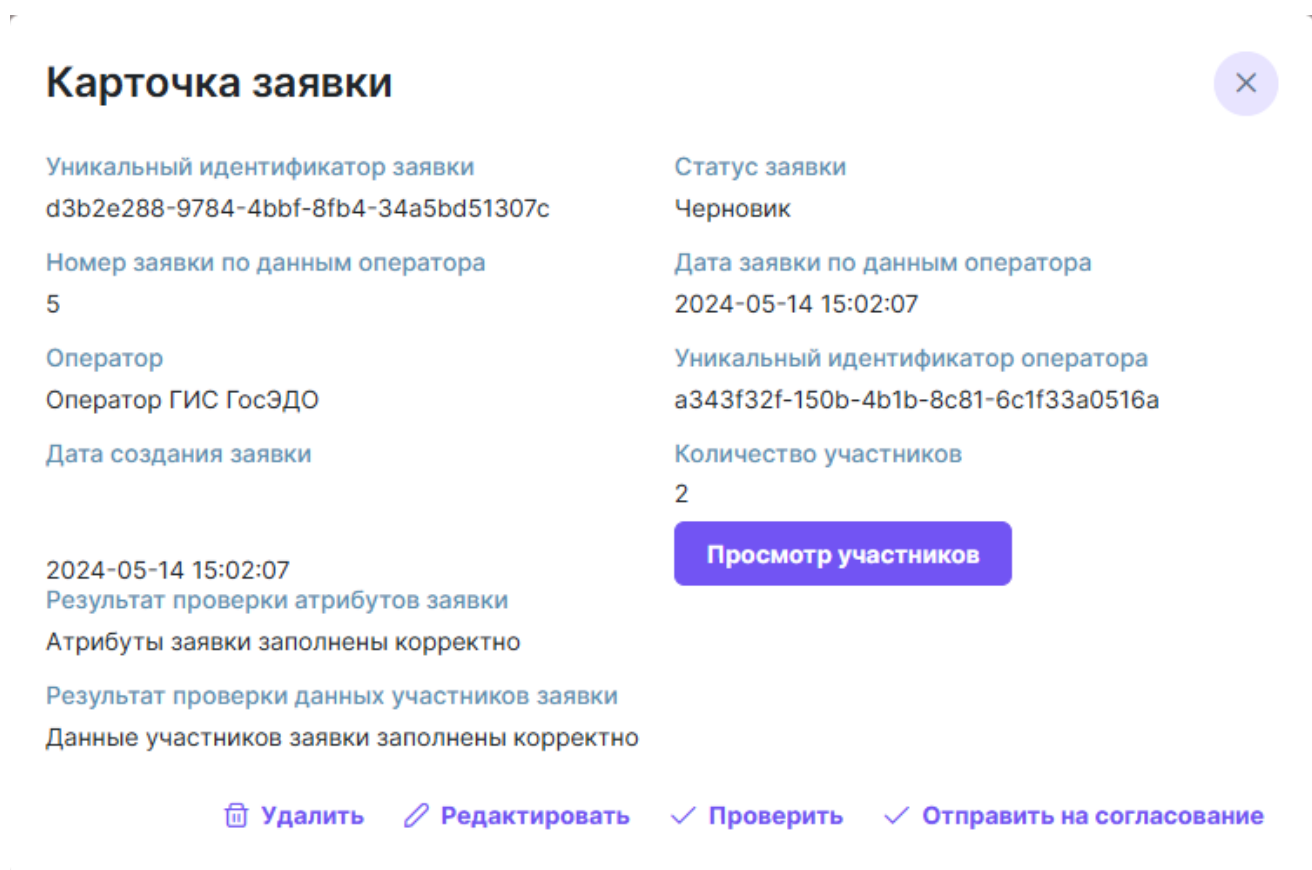 Карточка заявки
Уникальный идентификатор заявки
d3b2e288-9784-4bbf-8fb4-34a5bd51307c
Статус заявки
Черновик
Номер заявки по данным оператора
5
Дата заявки по данным оператора
2024-05-14 15:02:07
Оператор
Оператор ГИС ГосЭДО
Уникальный идентификатор оператора
a343f32f-150b-4b1b-8c81-6c1f33a0516a
Дата создания заявки
2024-05-14 15:02:07
Количество участников
2
Просмотр участников
Результат проверки атрибутов заявки
Атрибуты заявки заполнены корректно
Результат проверки данных участников заявки
Данные участников заявки заполнены корректно
Удалить Редактировать Проверить Отправить на согласование